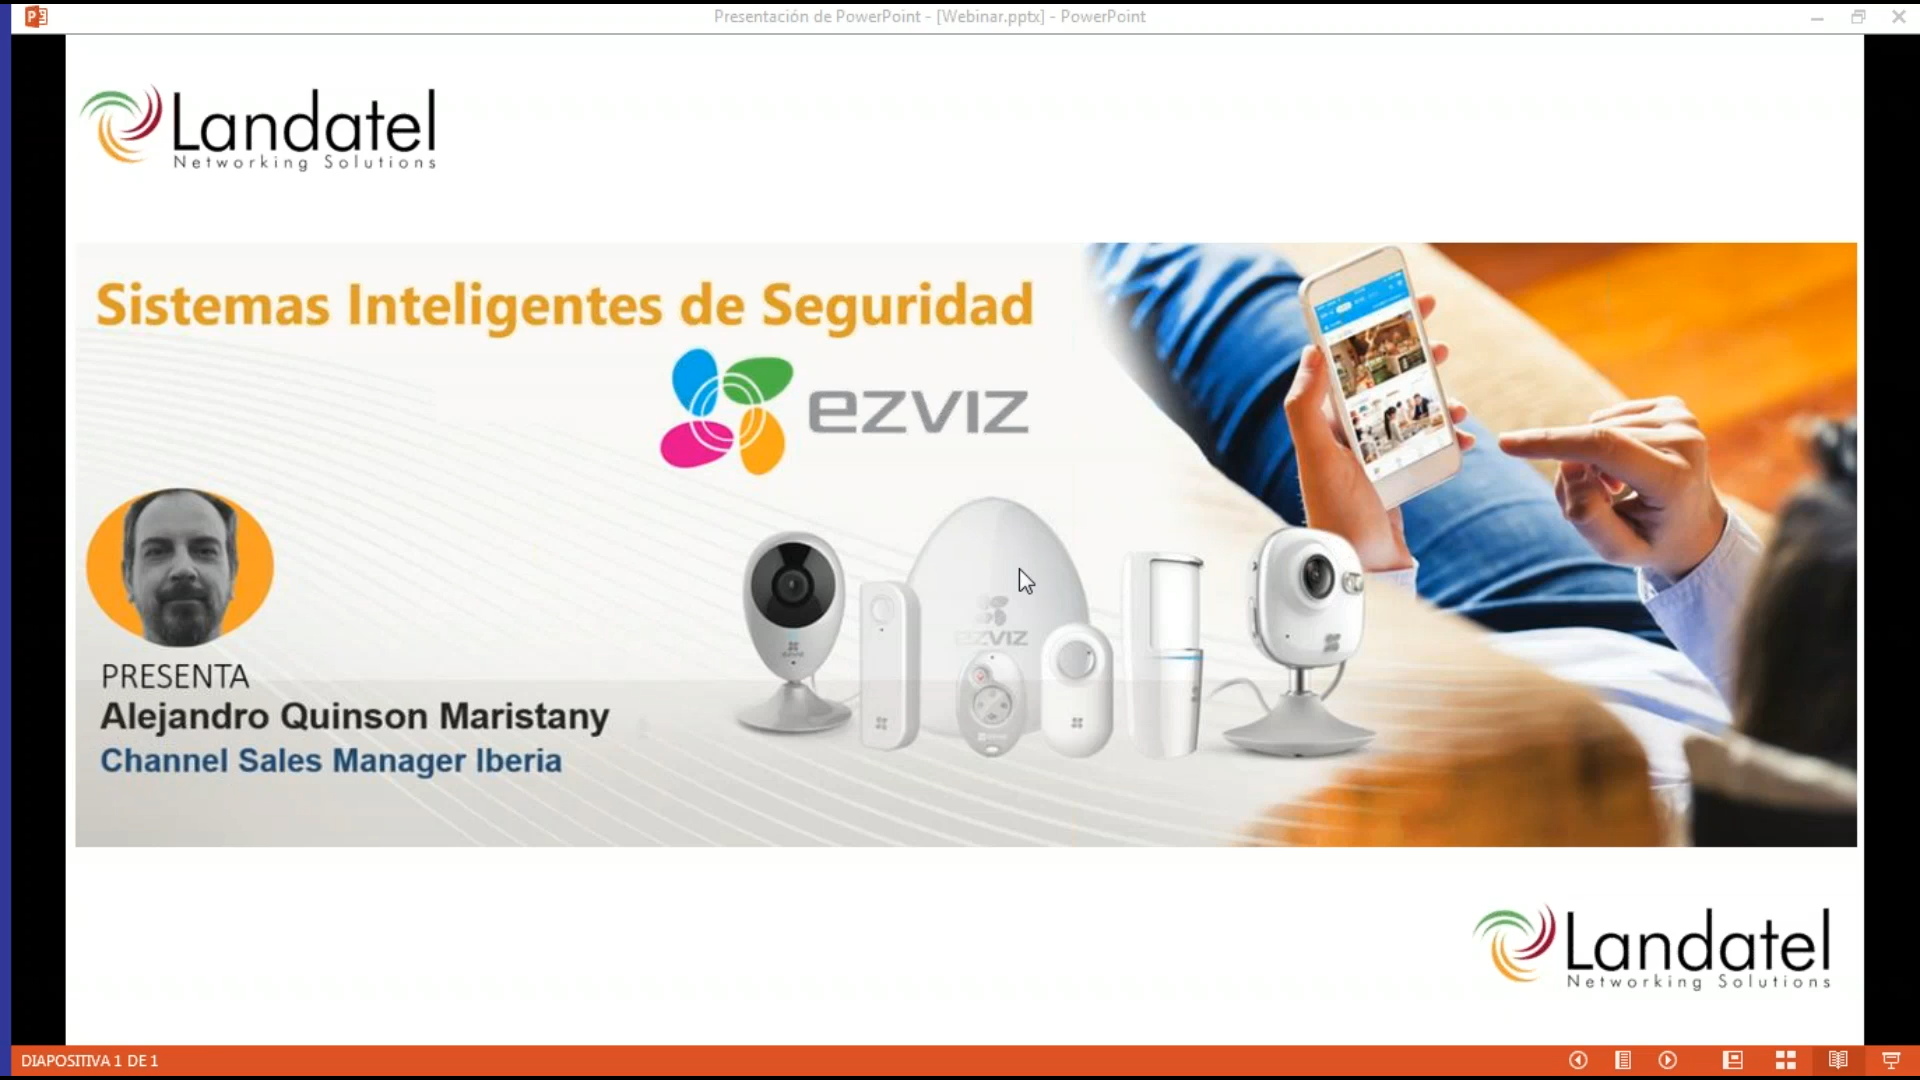 Presentación de PowerPoint - [Webinar.pptx] - PowerPoint
Landatel
Networking Solutions
Sistemas Inteligentes de Seguridad
ezviz
ezviz
PRESENTA
Alejandro Quinson Maristany
Channel Sales Manager Iberia
Landatel
Networking Solutions
DIAPOSITIVA 1 DE 1